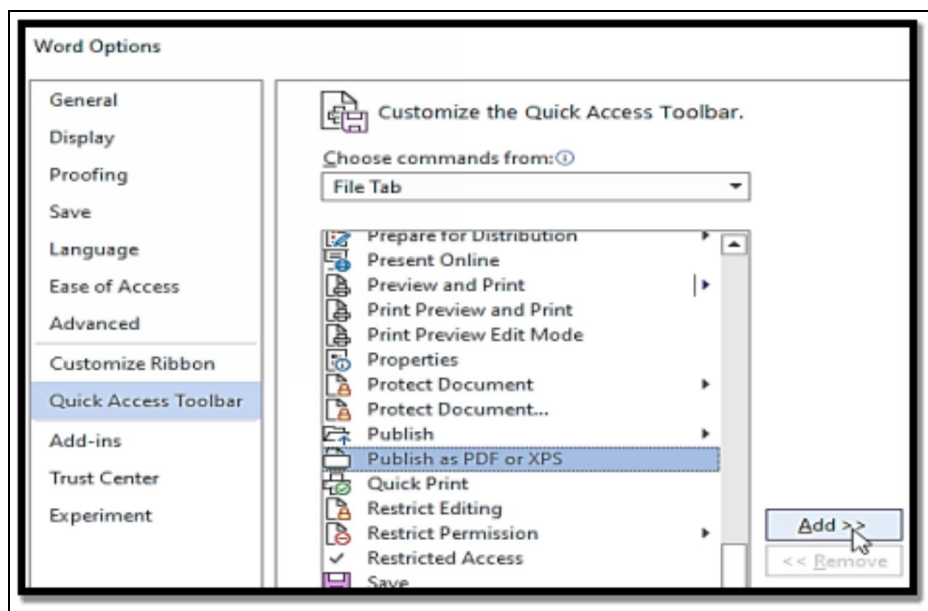 Word Options
General
Display
Proofing
Save
Language
Ease of Access
Advanced
Customize Ribbon
Quick Access Toolbar
Add-ins
Trust Center
Experiment
Customize the Quick Access Toolbar.
Choose commands from:
File Tab
Prepare for Distribution
Present Online
Preview and Print
Print Preview and Print
Print Preview Edit Mode
Properties
Protect Document
Protect Document...
Publish
Publish as PDF or XPS
Quick Print
Restrict Editing
Restrict Permission
Restricted Access
Save
Add >>
<< Remove